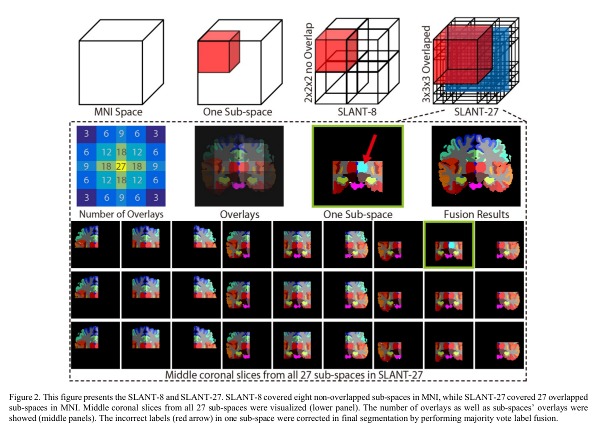 2x2x2 no Overlap
3x3x3 Overlaped
MNI Space
One Sub-space
SLANT-8
SLANT-27
3 6 9 6 3
6 12 18 12 6
9 18 27 18 9
6 12 18 12 6
3 6 9 6 3
Number of Overlays
Overlays
One Sub-space
Fusion Results
Middle coronal slices from all 27 sub-spaces in SLANT-27
Figure 2. This figure presents the SLANT-8 and SLANT-27. SLANT-8 covered eight non-overlapped sub-spaces in MNI, while SLANT-27 covered 27 overlapped
sub-spaces in MNI. Middle coronal slices from all 27 sub-spaces were visualized (lower panel). The number of overlays as well as sub-spaces' overlays were
showed (middle panels). The incorrect labels (red arrow) in one sub-space were corrected in final segmentation by performing majority vote label fusion.